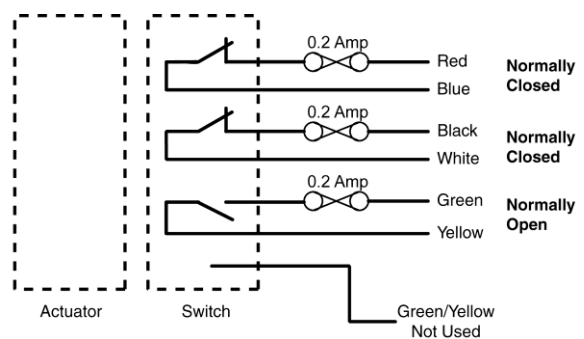 0.2 Amp
Red
Normally
Closed
Blue
0.2 Amp
Black
Normally
Closed
White
0.2 Amp
Green
Normally
Open
Yellow
Actuator
Switch
Green/Yellow
Not Used